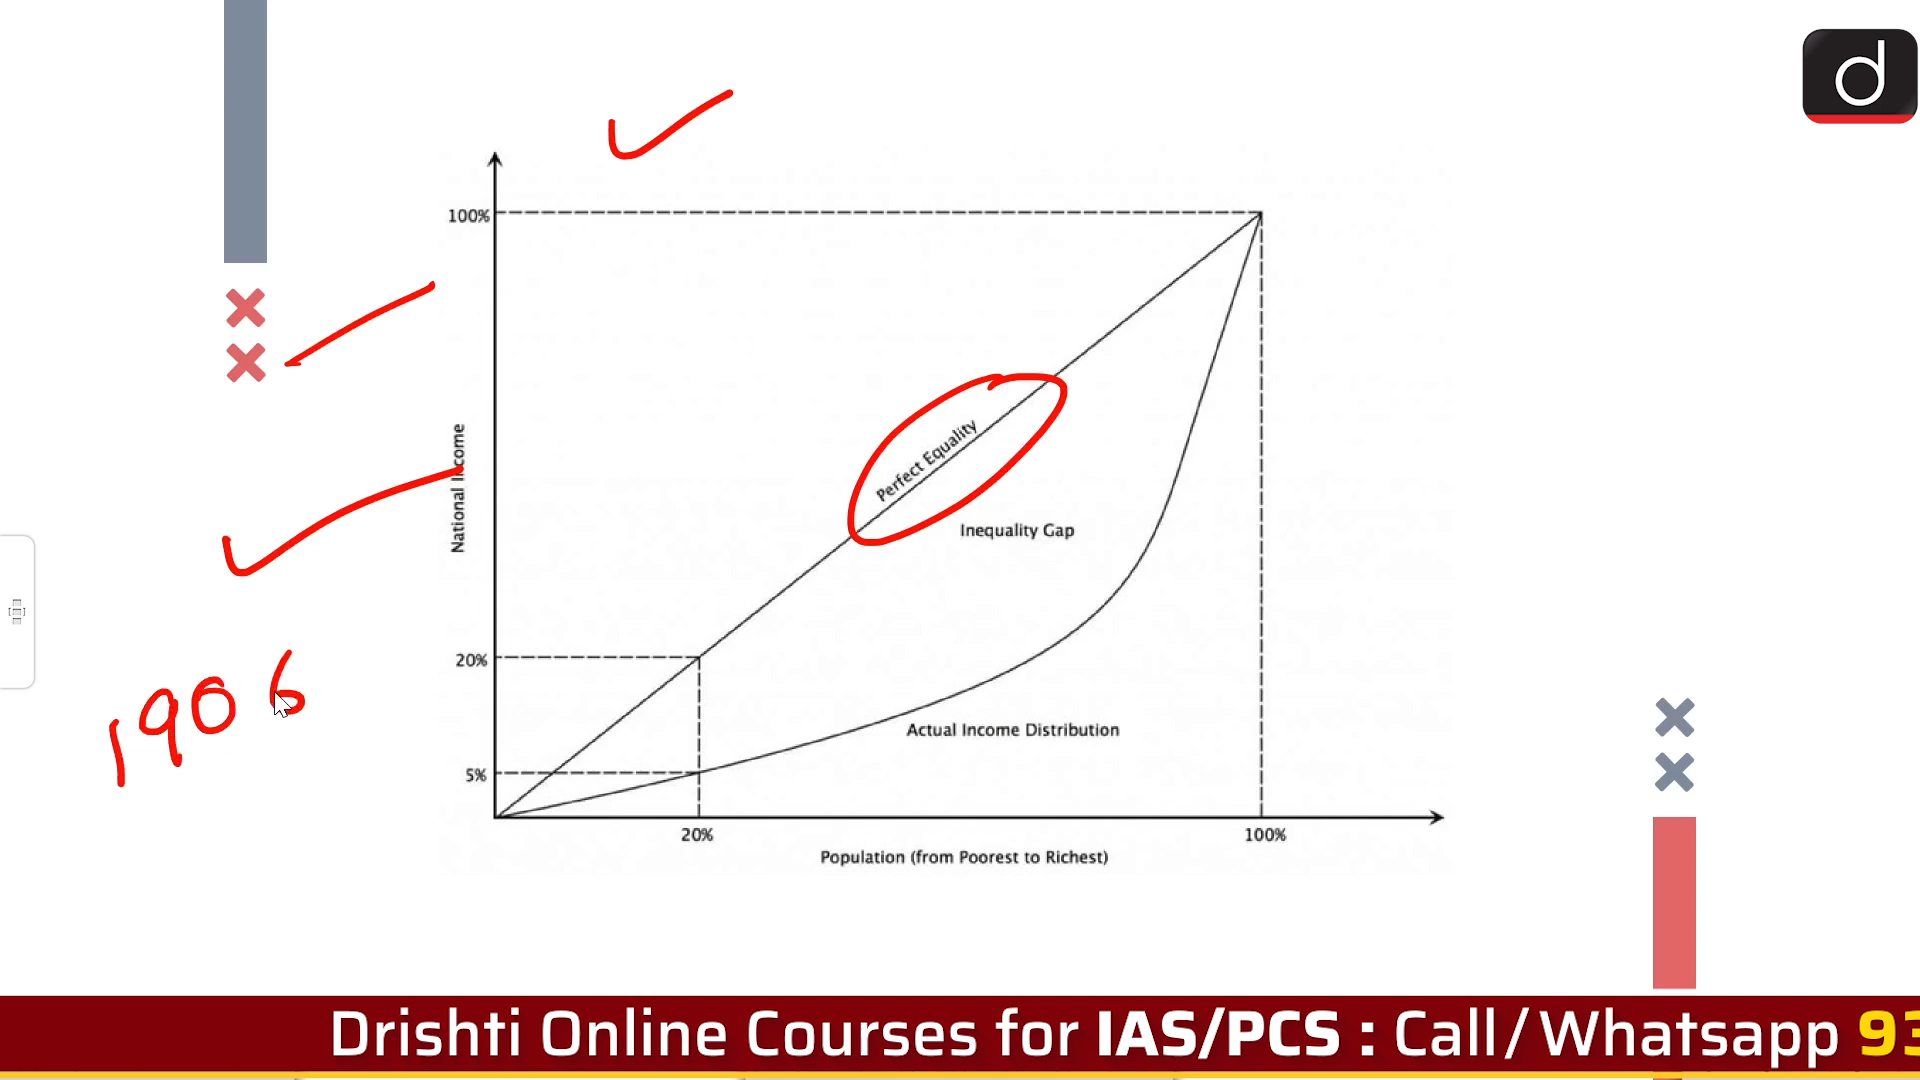 d
100%
National Income
Perfect Equality
Inequality Gap
20%
1906
Actual Income Distribution
5%
20%
100%
Population (from Poorest to Richest)
Drishti Online Courses for IAS/PCS : Call/Whatsapp 93